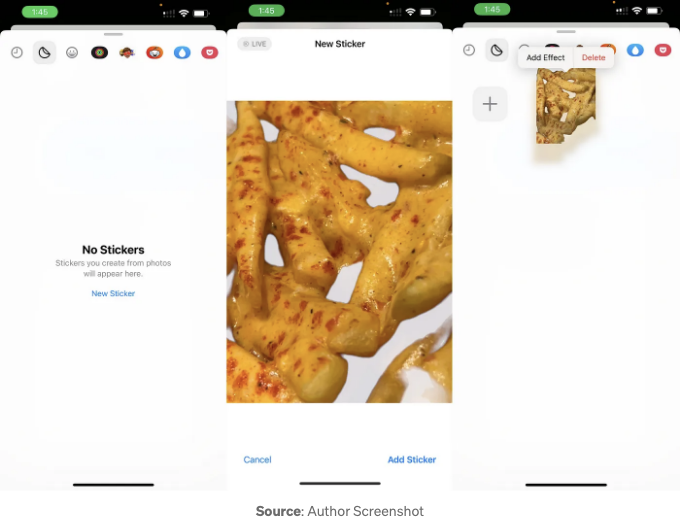 1:45
No Stickers
Stickers you create from photos
will appear here.
New Sticker
1:45
LIVE
New Sticker
Cancel
Add Sticker
1:45
Add Effect
Delete
Source: Author Screenshot